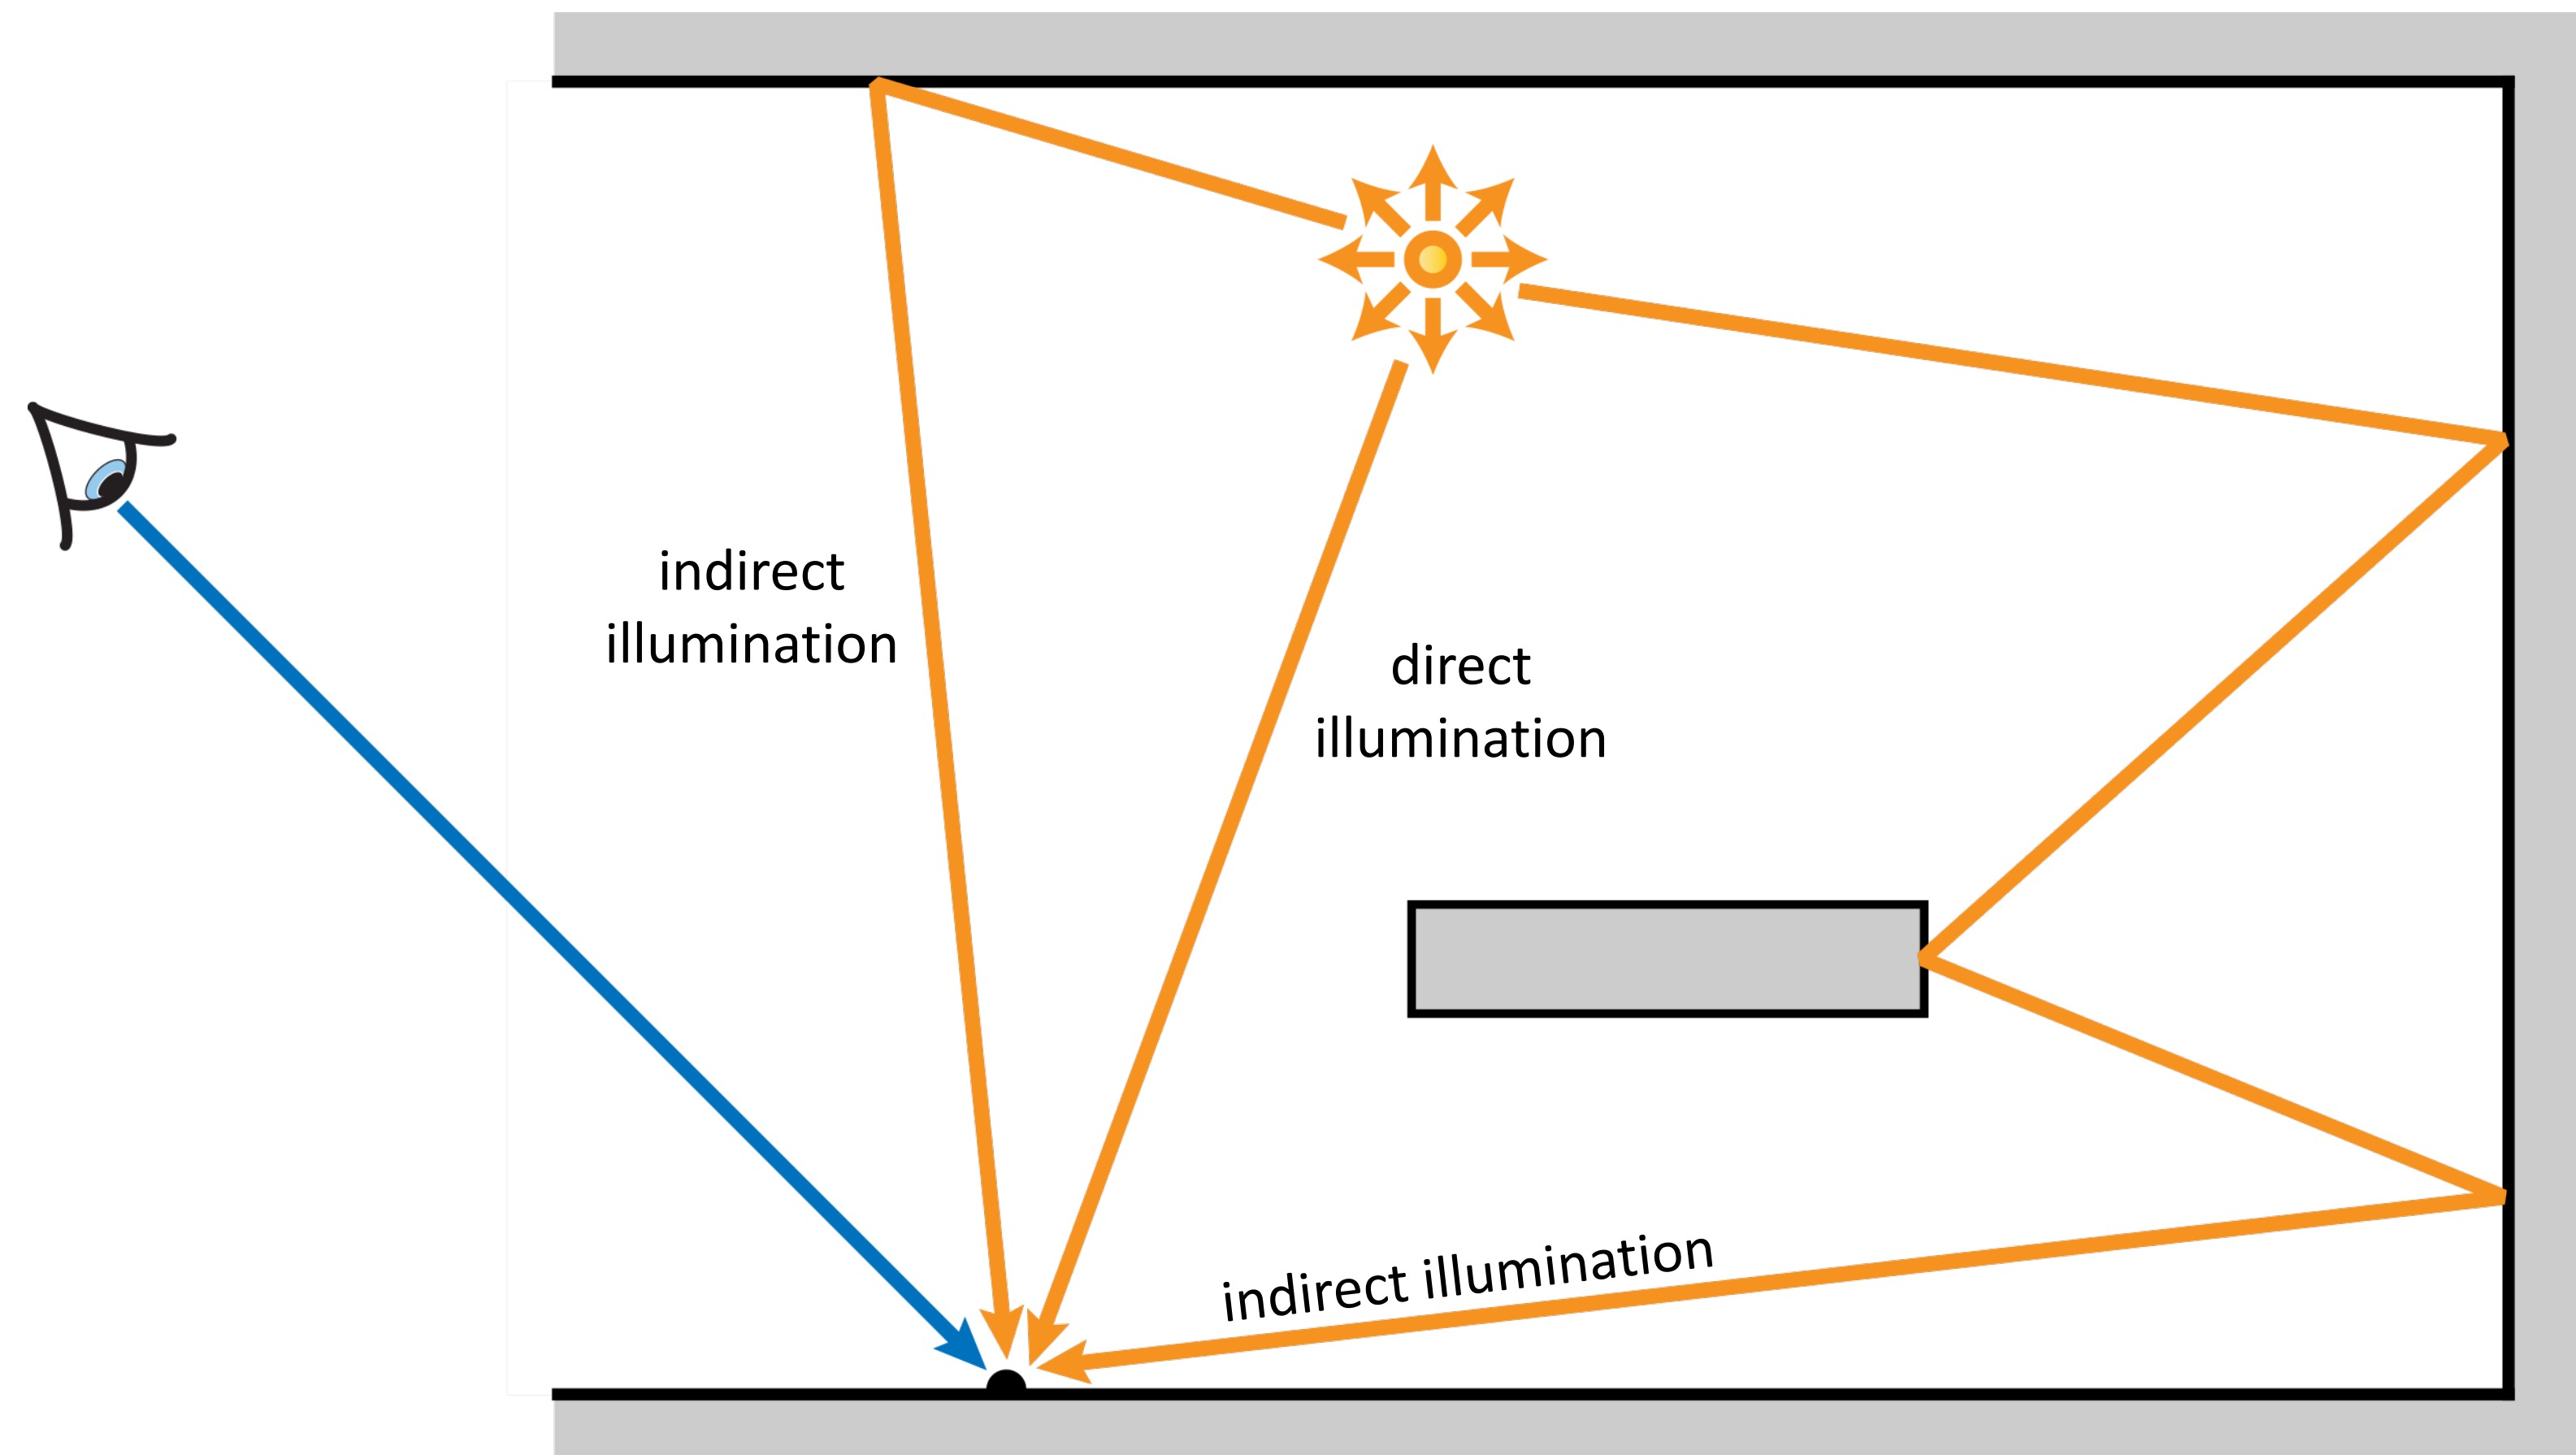 indirect
illumination
direct
illumination
indirect illumination